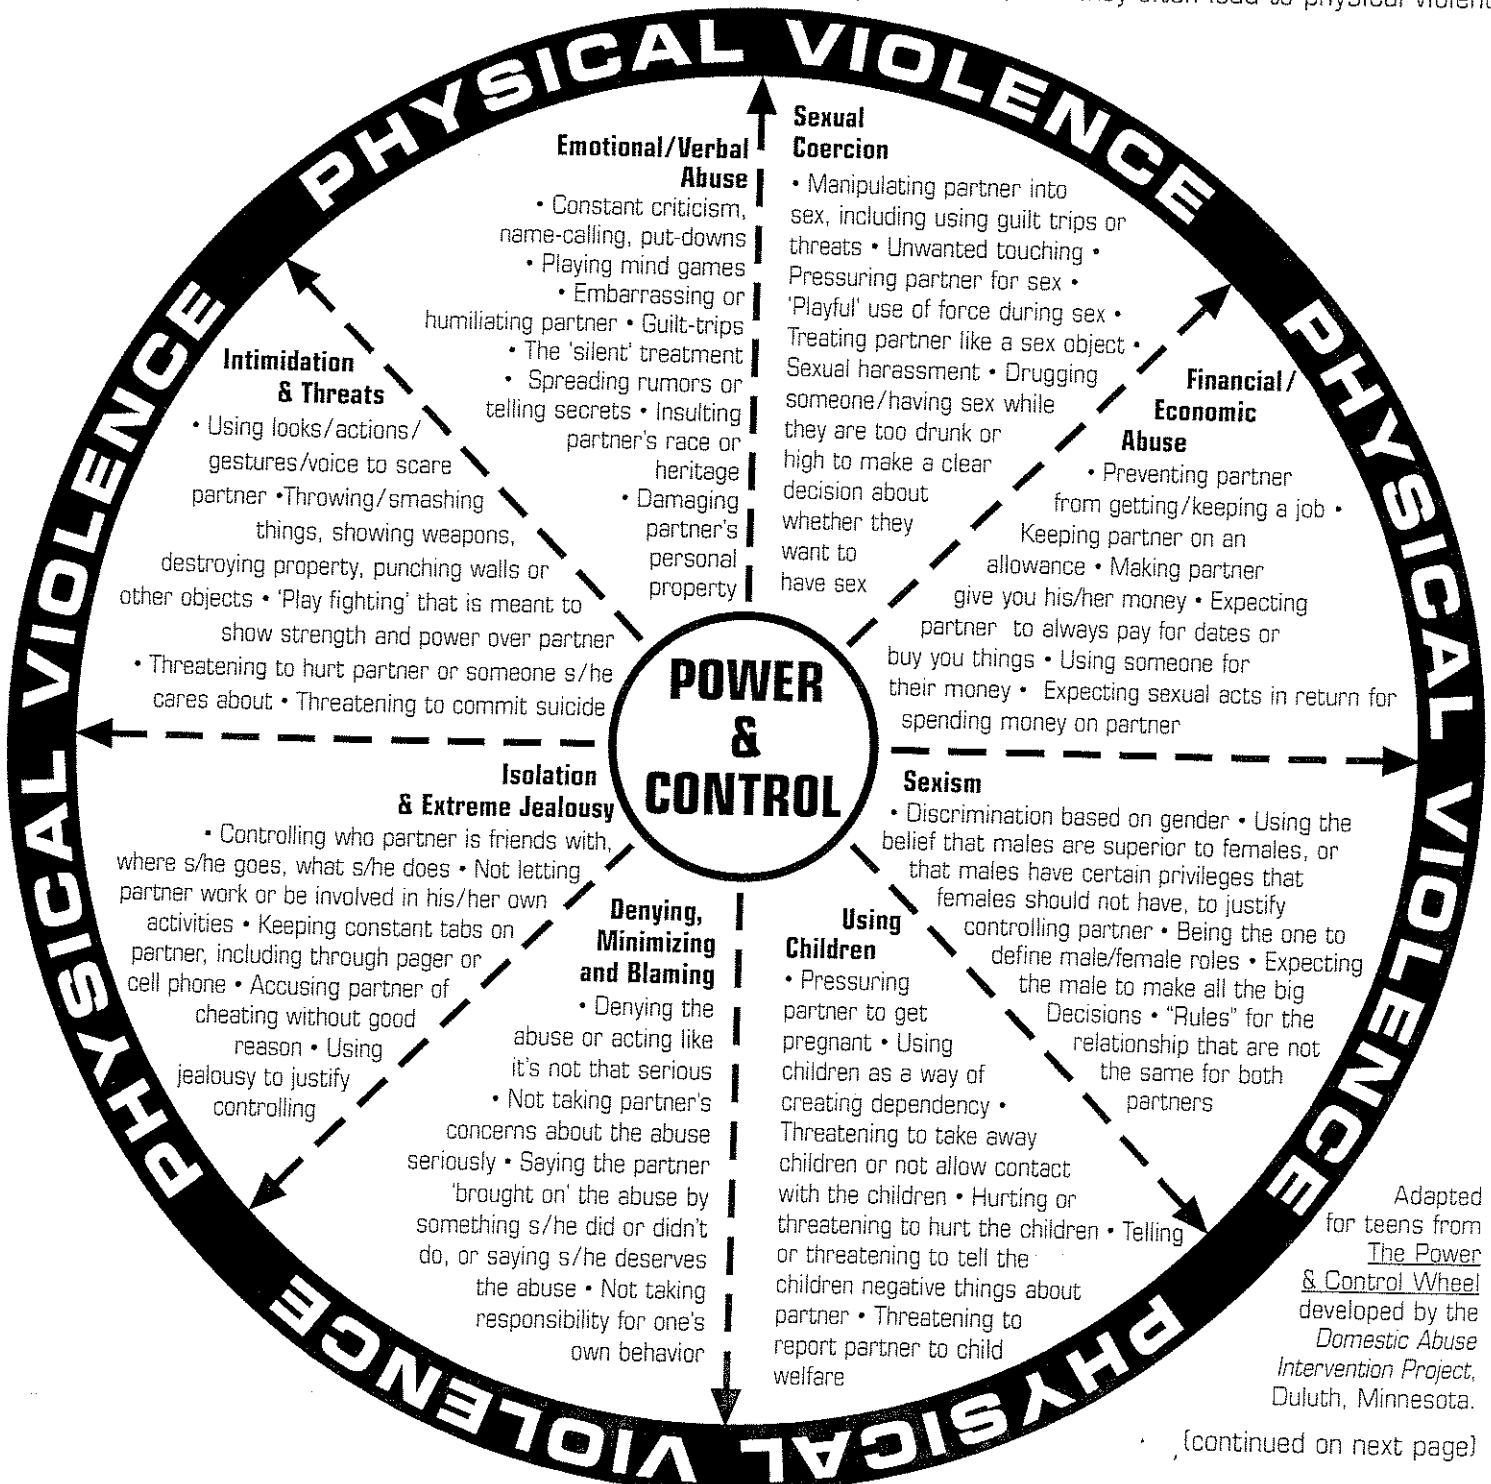 they often lead to physical violent
PHYSICAL VIOLENCE
PHYSICAL VIOLENCE
PHYSICAL VIOLENCE
PHYSICAL VIOLENCE
Emotional/Verbal
Abuse
• Constant criticism,
name-calling, put-downs
• Playing mind games
• Embarrassing or
humiliating partner • Guilt-trips
• The 'silent' treatment
• Spreading rumors or
telling secrets • Insulting
partner's race or
heritage
• Damaging
partner's
personal
property
Sexual
Coercion
• Manipulating partner into
sex, including using guilt trips or
threats • Unwanted touching •
Pressuring partner for sex •
'Playful' use of force during sex •
Treating partner like a sex object •
Sexual harassment • Drugging
someone/having sex while
they are too drunk or
high to make a clear
decision about
whether they
want to
have sex
Financial/
Economic
Abuse
• Preventing partner
from getting/keeping a job •
Keeping partner on an
allowance • Making partner
give you his/her money • Expecting
partner to always pay for dates or
buy you things • Using someone for
their money • Expecting sexual acts in return for
spending money on partner
Intimidation
& Threats
• Using looks/actions/
gestures/voice to scare
partner •Throwing/smashing
things, showing weapons,
destroying property, punching walls or
other objects • 'Play fighting' that is meant to
show strength and power over partner
• Threatening to hurt partner or someone s/he
cares about • Threatening to commit suicide
POWER
&
CONTROL
Isolation
& Extreme Jealousy
• Controlling who partner is friends with,
where s/he goes, what s/he does • Not letting
partner work or be involved in his/her own
activities • Keeping constant tabs on
partner, including through pager or
cell phone • Accusing partner of
cheating without good
reason • Using
jealousy to justify
controlling
Denying,
Minimizing
and Blaming
• Denying the
abuse or acting like
it's not that serious
• Not taking partner's
concerns about the abuse
seriously • Saying the partner
'brought on' the abuse by
something s/he did or didn't
do, or saying s/he deserves
the abuse • Not taking
responsibility for one's
own behavior
Using
Children
• Pressuring
partner to get
pregnant • Using
children as a way of
creating dependency •
Threatening to take away
children or not allow contact
with the children • Hurting or
threatening to hurt the children • Telling
or threatening to tell the
children negative things about
partner • Threatening to
report partner to child
welfare
Sexism
• Discrimination based on gender • Using the
belief that males are superior to females, or
that males have certain privileges that
females should not have, to justify
controlling partner • Being the one to
define male/female roles • Expecting
the male to make all the big
Decisions • "Rules" for the
relationship that are not
the same for both
partners
Adapted
for teens from
The Power
& Control Wheel
developed by the
Domestic Abuse
Intervention Project,
Duluth, Minnesota.
(continued on next page)